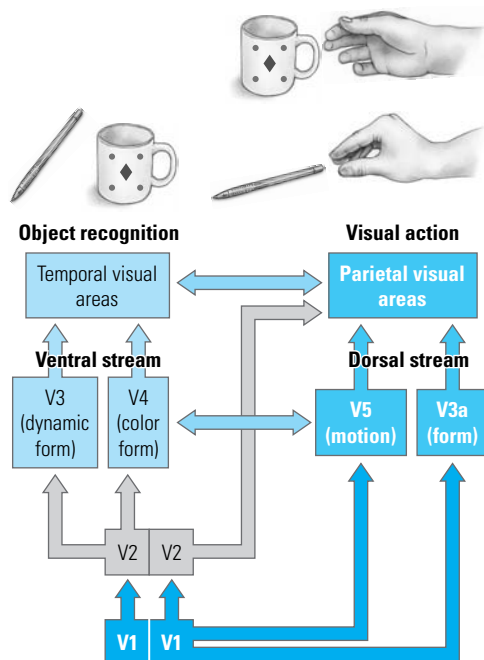 Object recognition
Visual action
Temporal visual
areas
Parietal visual
areas
Ventral stream
Dorsal stream
V3
(dynamic
form)
V4
(color
form)
V5
(motion)
V3a
(form)
V2
V2
V1
V1